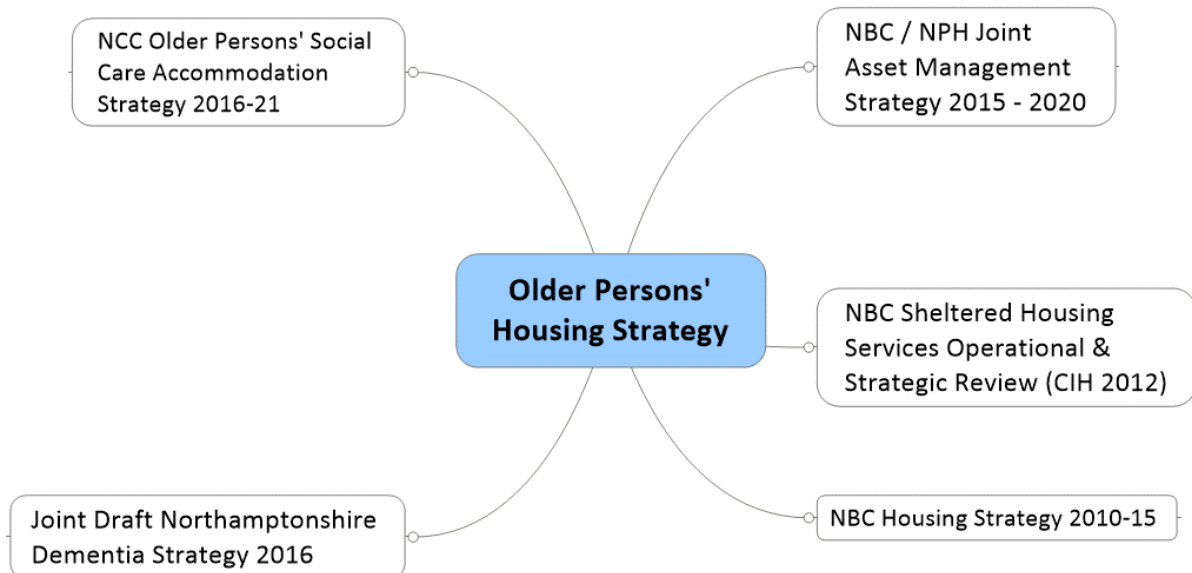 NCC Older Persons' Social
Care Accommodation
Strategy 2016-21
NBC / NPH Joint
Asset Management
Strategy 2015 - 2020
Older Persons'
Housing Strategy
NBC Sheltered Housing
Services Operational &
Strategic Review (CIH 2012)
Joint Draft Northamptonshire
Dementia Strategy 2016
NBC Housing Strategy 2010-15